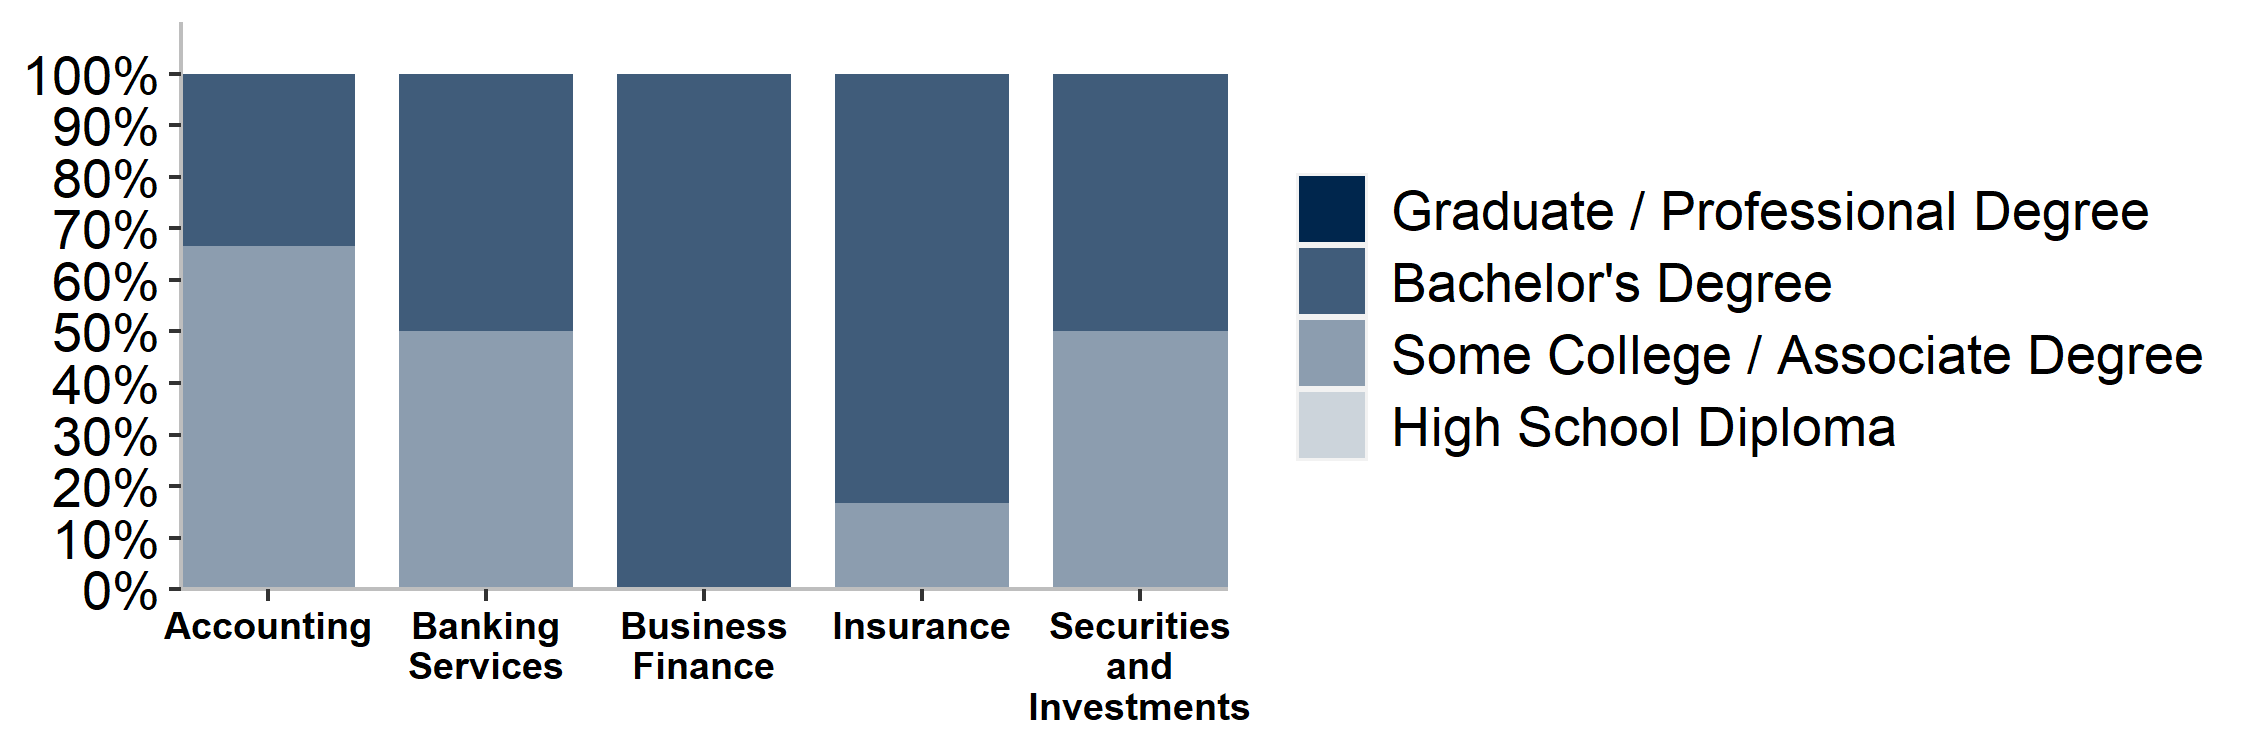 100%
90%
80%
70%
60%
50%
40%
30%
20%
10%
0%
Accounting
Banking
Services
Business
Finance
Insurance
Securities
and
Investments
Graduate / Professional Degree
Bachelor's Degree
Some College / Associate Degree
High School Diploma